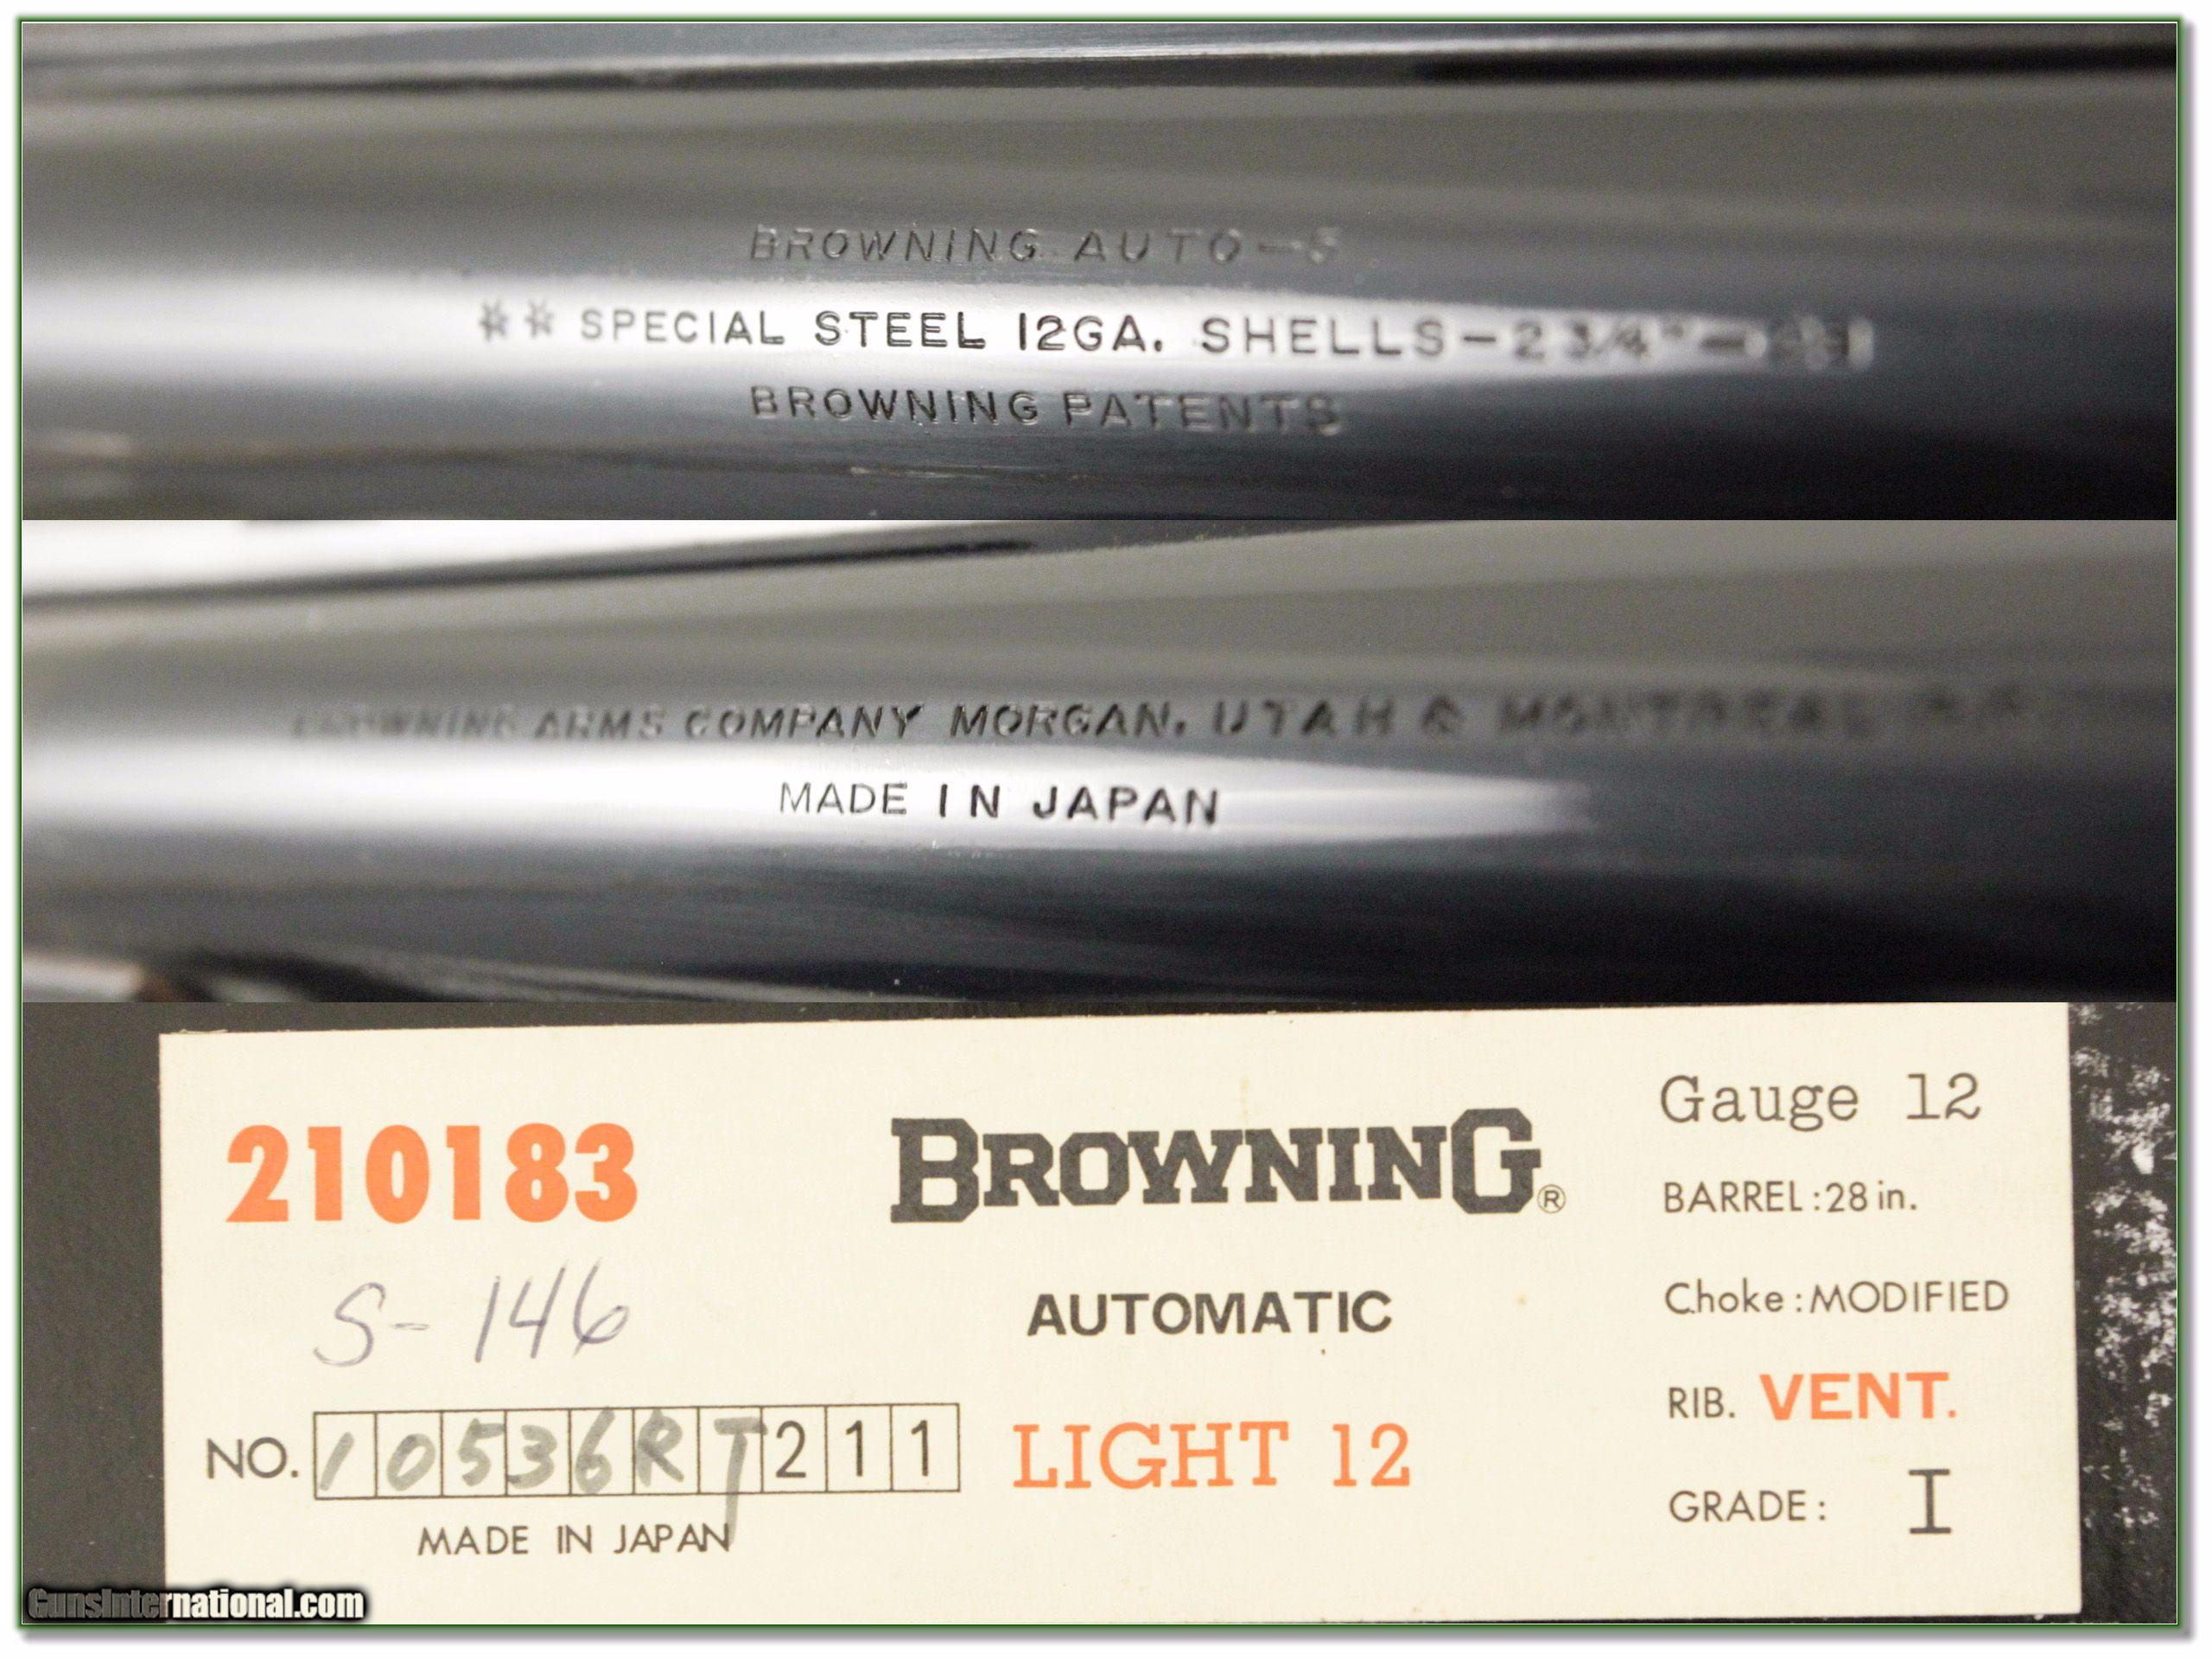 BROWNING AUTO-5
** SPECIAL STEEL 12GA. SHELLS-2 3/4"-
BROWNING PATENTS
BROWNING ARMS COMPANY MORGAN, UTAH & MONTREAL P.Q.
MADE IN JAPAN
210183
S-146
NO. 10536RT211
MADE IN JAPAN
BROWNING®
AUTOMATIC
LIGHT 12
Gauge 12
BARREL:28 in.
Choke:MODIFIED
RIB. VENT.
GRADE: I
GunsInternational.com